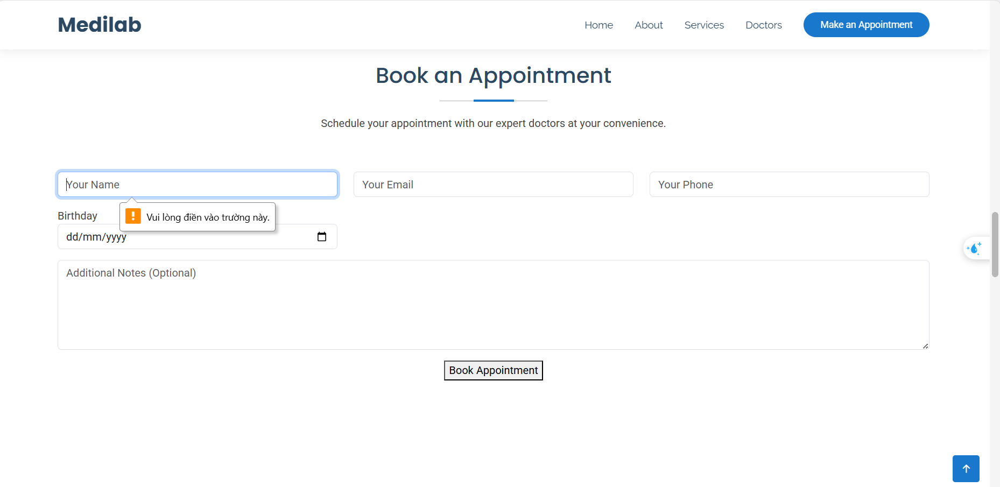 Medilab
Home About Services Doctors Make an Appointment
Book an Appointment
Schedule your appointment with our expert doctors at your convenience.
Your Name Your Email Your Phone
Vui lòng điền vào trường này.
Birthday
dd/mm/yyyy
Additional Notes (Optional)
Book Appointment